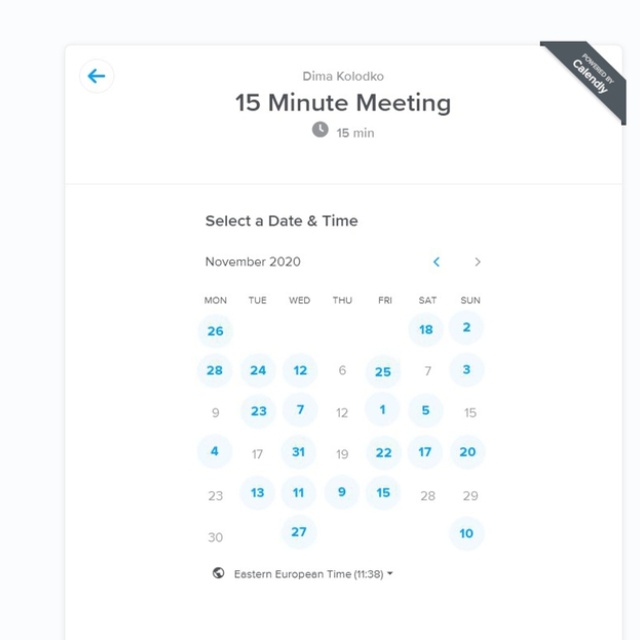 Dima Kolodko
POWERED BY
Calendly
15 Minute Meeting
15 min
Select a Date & Time
November 2020
MON TUE WED THU FRI SAT SUN
26 18 2
28 24 12 6 25 7 3
9 23 7 12 1 5 15
4 17 31 19 22 17 20
23 13 11 9 15 28 29
30 27 10
Eastern European Time (11:38)